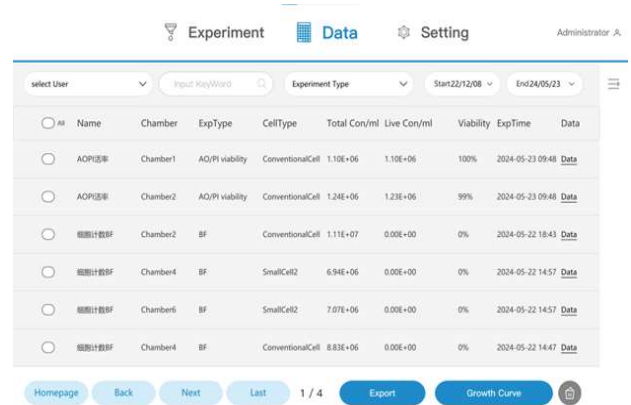 Experiment Data Setting Administrator
select User Input KeyWord Experiment Type Start22/12/08 End24/05/23
All Name Chamber ExpType CellType Total Con/ml Live Con/ml Viability ExpTime Data
AOPI活率 Chamber1 AO/PI viability ConventionalCell 1.10E+06 1.10E+06 100% 2024-05-23 09:48 Data
AOPI活率 Chamber2 AO/PI viability ConventionalCell 1.24E+06 1.23E+06 99% 2024-05-23 09:48 Data
细胞计数BF Chamber2 BF ConventionalCell 1.11E+07 0.00E+00 0% 2024-05-22 18:43 Data
细胞计数BF Chamber4 BF SmallCell2 6.94E+06 0.00E+00 0% 2024-05-22 14:57 Data
细胞计数BF Chamber6 BF SmallCell2 7.07E+06 0.00E+00 0% 2024-05-22 14:57 Data
细胞计数BF Chamber4 BF ConventionalCell 8.83E+06 0.00E+00 0% 2024-05-22 14:47 Data
Homepage Back Next Last 1 / 4 Export Growth Curve